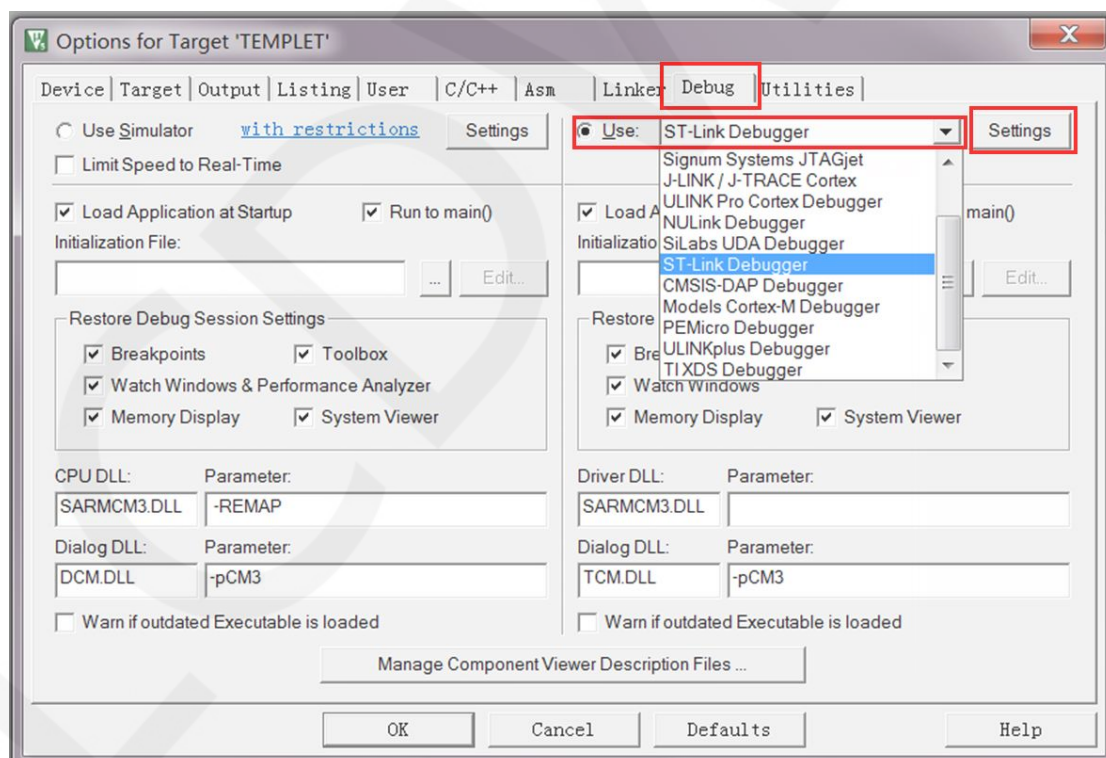 Options for Target 'TEMPLET'
Device Target Output Listing User C/C++ Asm Linker Debug Utilities
Use Simulator with restrictions Settings Use: ST-Link Debugger Settings
Limit Speed to Real-Time
Signum Systems JTAGjet
J-LINK / J-TRACE Cortex
ULINK Pro Cortex Debugger
NULink Debugger
SiLabs UDA Debugger
ST-Link Debugger
CMSIS-DAP Debugger
Models Cortex-M Debugger
PEMicro Debugger
ULINKplus Debugger
TI XDS Debugger
Load Application at Startup Run to main() Load A main()
Initialization File: Initializatio
... Edit... Edit...
Restore Debug Session Settings Restore
Breakpoints Toolbox Bre
Watch Windows & Performance Analyzer Watch Windows
Memory Display System Viewer Memory Display System Viewer
CPU DLL: Parameter: Driver DLL: Parameter:
SARMCM3.DLL -REMAP SARMCM3.DLL
Dialog DLL: Parameter: Dialog DLL: Parameter:
DCM.DLL -pCM3 TCM.DLL -pCM3
Warn if outdated Executable is loaded Warn if outdated Executable is loaded
Manage Component Viewer Description Files ...
OK Cancel Defaults Help